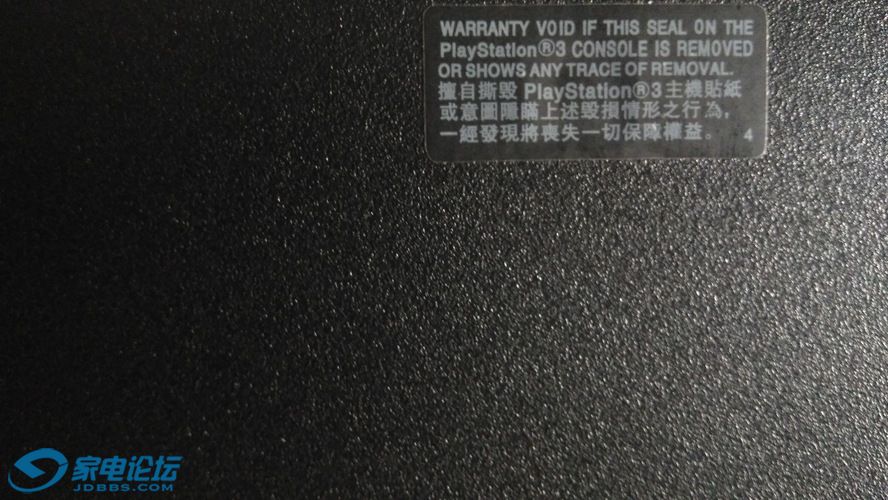 WARRANTY VOID IF THIS SEAL ON THE
PlayStation®3 CONSOLE IS REMOVED
OR SHOWS ANY TRACE OF REMOVAL.
擅自撕毀 PlayStation®3主機貼紙
或意圖隱瞞上述毀損情形之行為,
一經發現將喪失一切保障權益。 4
家电论坛
JDBBS.COM